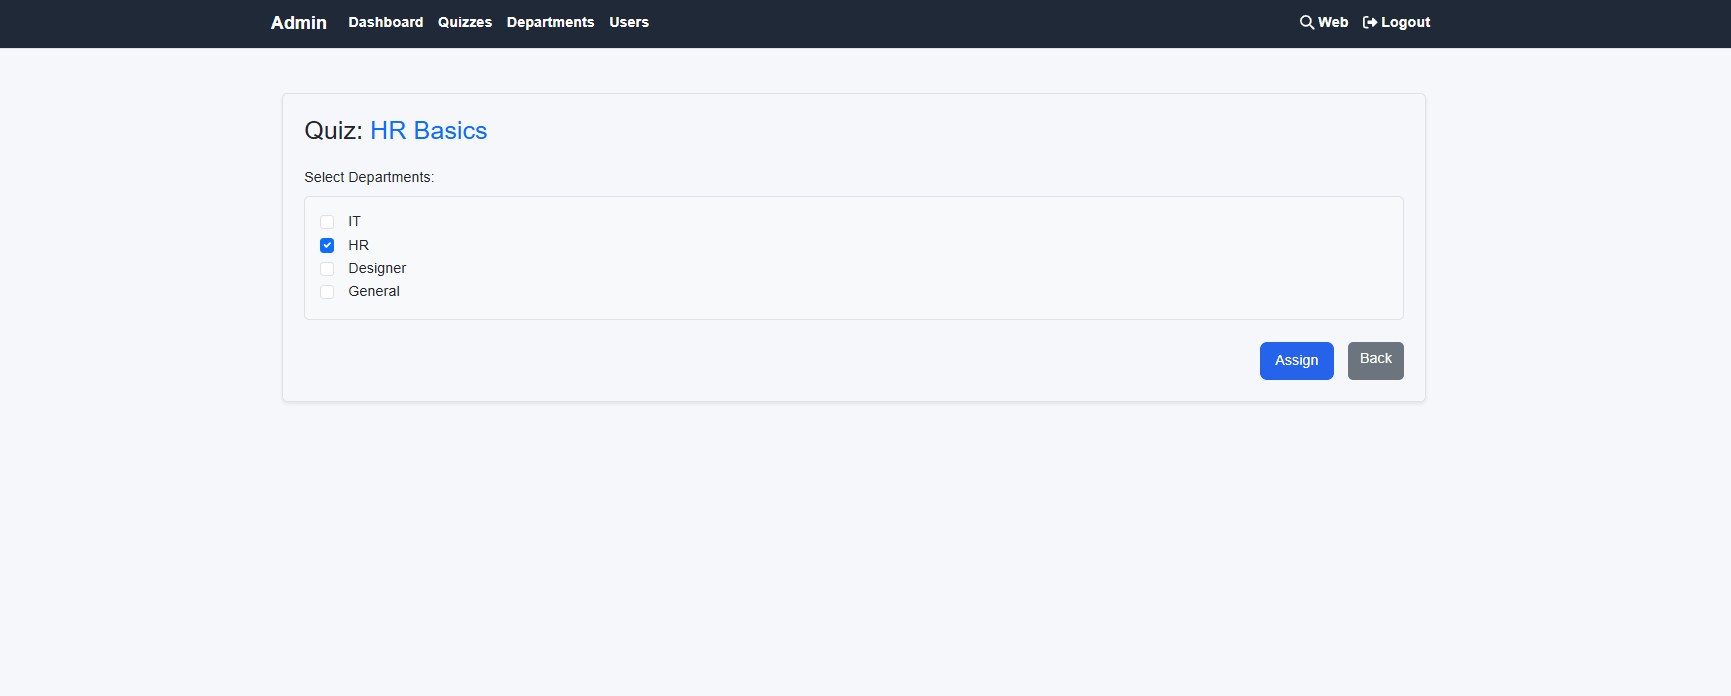 Admin Dashboard Quizzes Departments Users Web Logout
Quiz: HR Basics
Select Departments:
IT
HR
Designer
General
Assign Back